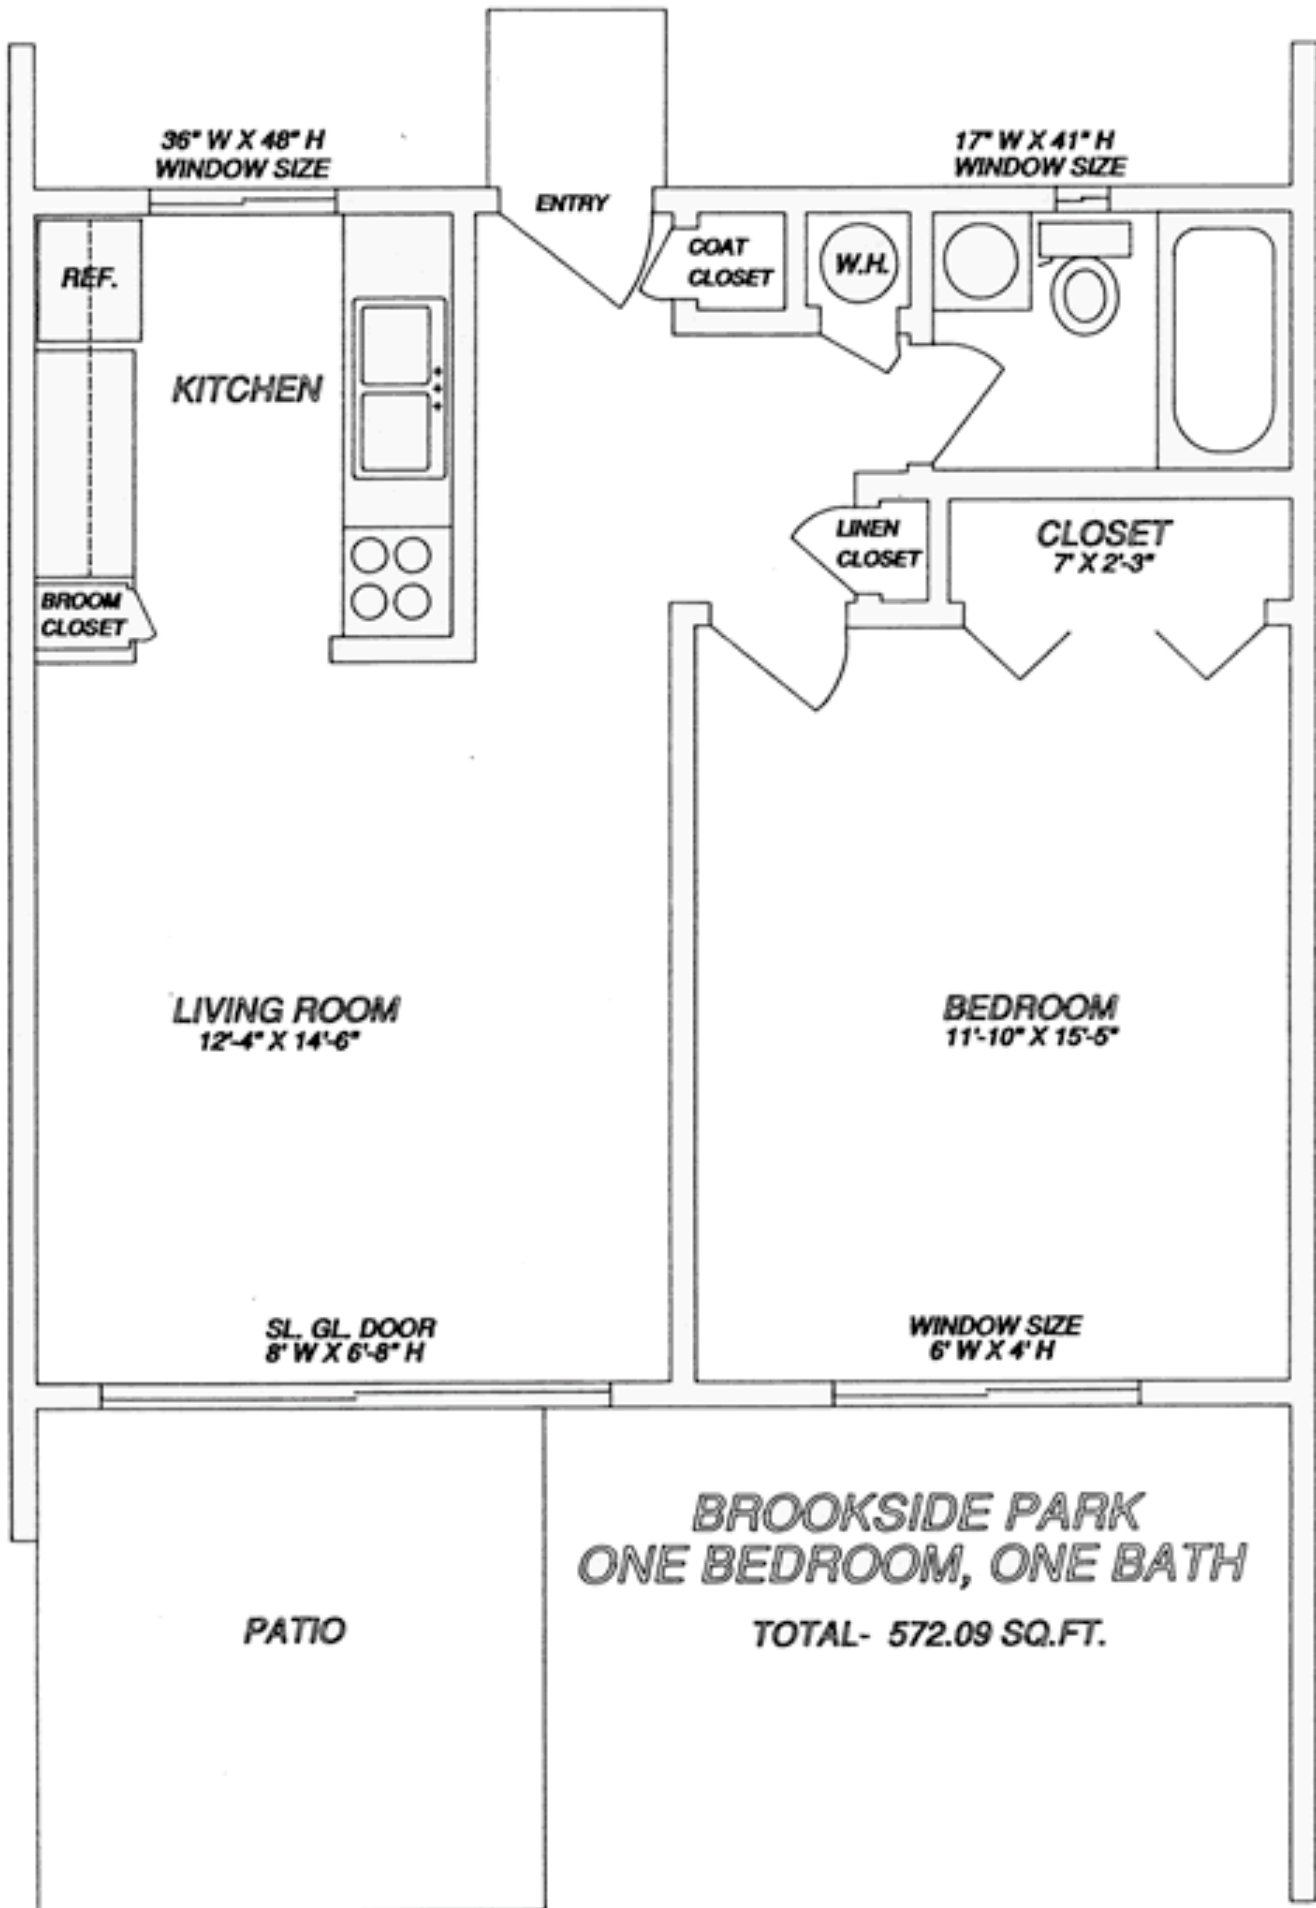 36" W X 48" H
WINDOW SIZE
17" W X 41" H
WINDOW SIZE
ENTRY
REF.
COAT
CLOSET
W.H.
KITCHEN
LINEN
CLOSET
CLOSET
7' X 2'-3"
BROOM
CLOSET
LIVING ROOM
12'-4" X 14'-6"
BEDROOM
11'-10" X 15'-5"
SL. GL. DOOR
8' W X 6'-8" H
WINDOW SIZE
6' W X 4' H
BROOKSIDE PARK
ONE BEDROOM, ONE BATH
TOTAL- 572.09 SQ.FT.
PATIO